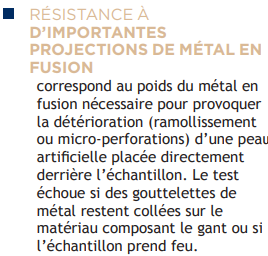 RÉSISTANCE À
D'IMPORTANTES
PROJECTIONS DE MÉTAL EN
FUSION
correspond au poids du métal en
fusion nécessaire pour provoquer
la détérioration (ramollissement
ou micro-perforations) d'une peau
artificielle placée directement
derrière l'échantillon. Le test
échoue si des gouttelettes de
métal restent collées sur le
matériau composant le gant ou si
l'échantillon prend feu.